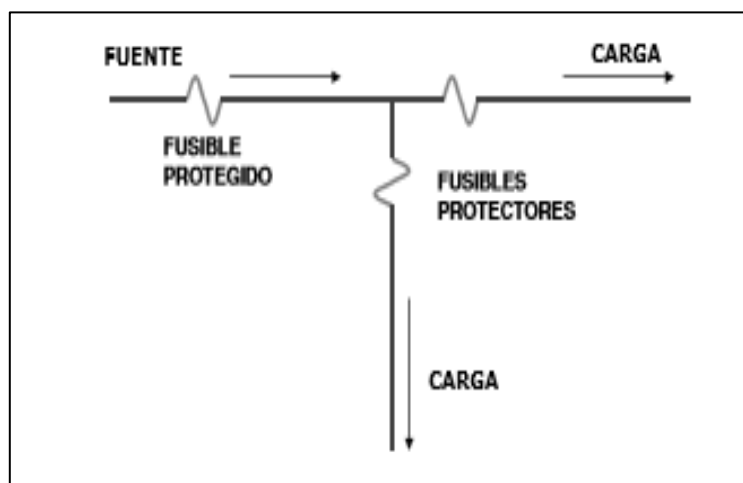 FUENTE
CARGA
FUSIBLE
PROTEGIDO
FUSIBLES
PROTECTORES
CARGA